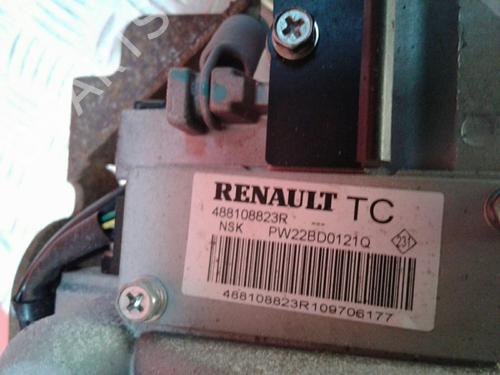 RENAULT TC
488108823R ---
NSK PW22BD0121Q 231
488108823R109706177